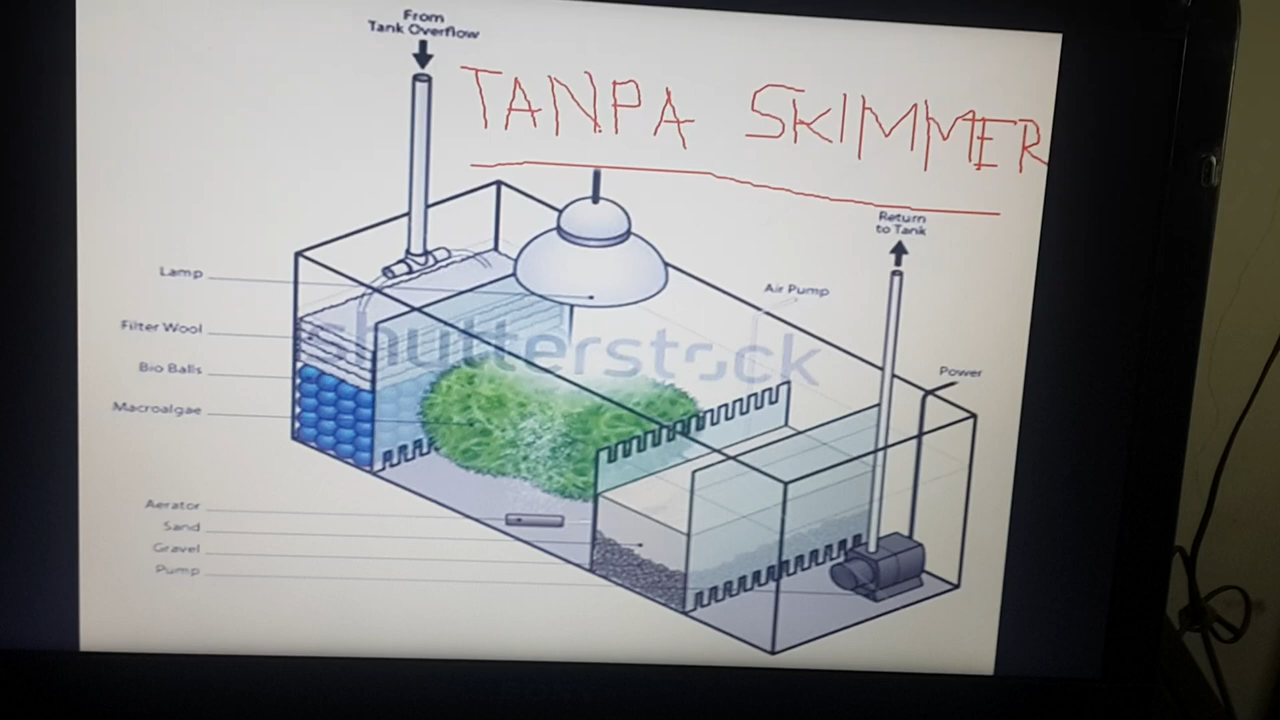 From
Tank Overflow
TANPA SKIMMER
Return
to Tank
Lamp
Air Pump
Filter Wool
shutterstock
Bio Balls
Power
Macroalgae
Aerator
Sand
Gravel
Pump